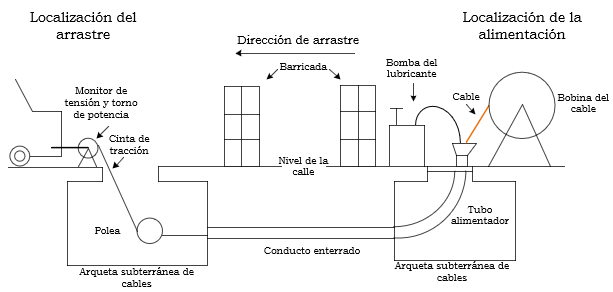 Localización del
arrastre
Localización de la
alimentación
Dirección de arrastre
Barricada
Bomba del
lubricante
Cable
Bobina del
cable
Monitor de
tensión y torno
de potencia
Cinta de
tracción
Nivel de la
calle
Polea
Tubo
alimentador
Conducto enterrado
Arqueta subterránea de
cables
Arqueta subterránea de
cables